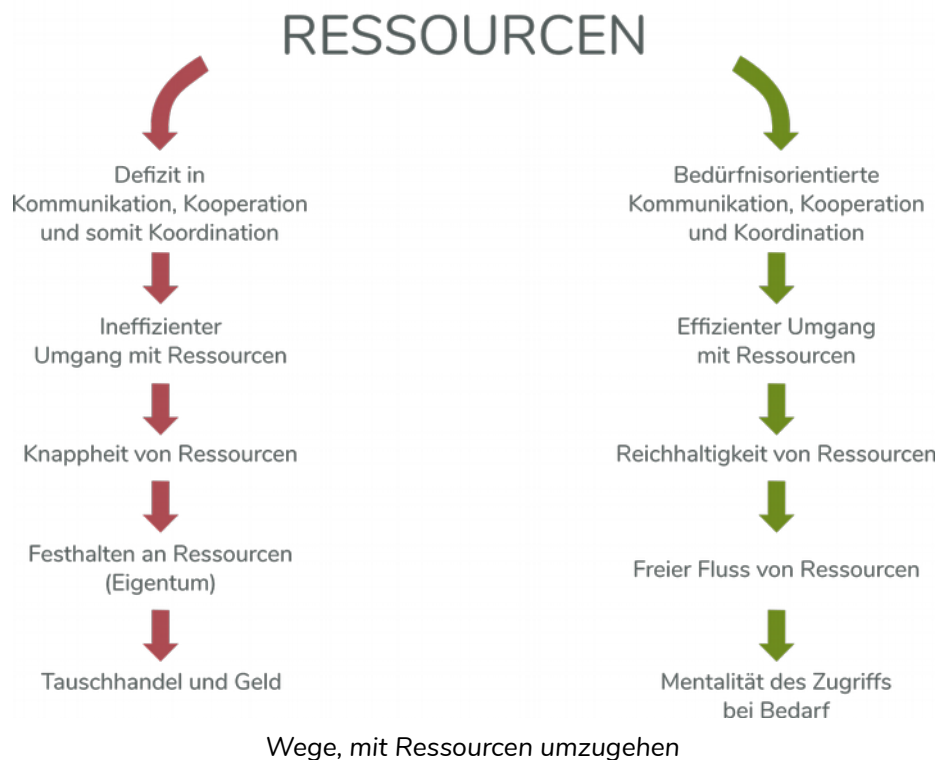 RESSOURCEN
Defizit in
Kommunikation, Kooperation
und somit Koordination
Ineffizienter
Umgang mit Ressourcen
Knappheit von Ressourcen
Festhalten an Ressourcen
(Eigentum)
Tauschhandel und Geld
Bedürfnisorientierte
Kommunikation, Kooperation
und Koordination
Effizienter Umgang
mit Ressourcen
Reichhaltigkeit von Ressourcen
Freier Fluss von Ressourcen
Mentalität des Zugriffs
bei Bedarf
Wege, mit Ressourcen umzugehen